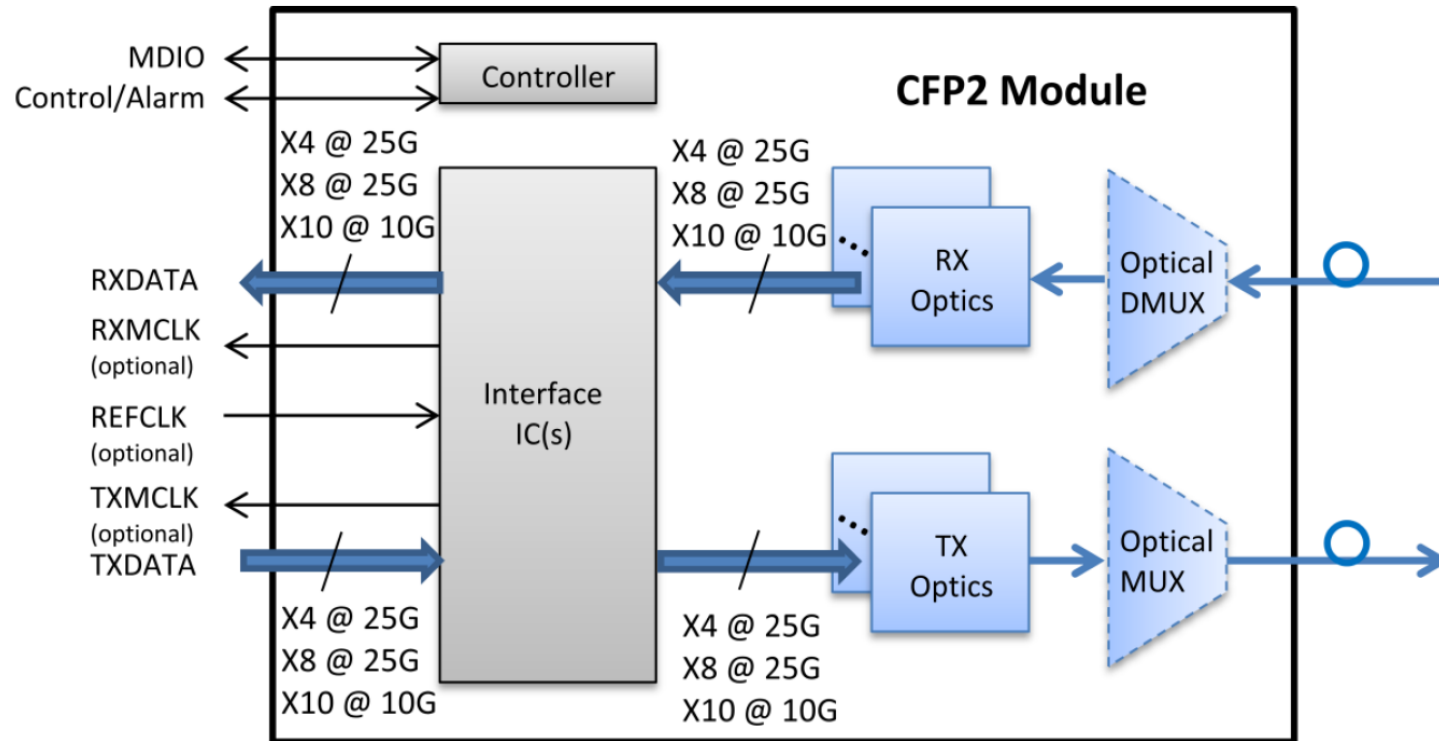 MDIO
Control/Alarm
Controller
CFP2 Module
X4 @ 25G
X8 @ 25G
X10 @ 10G
X4 @ 25G
X8 @ 25G
X10 @ 10G
RXDATA
RXMCLK
(optional)
REFCLK
(optional)
TXMCLK
(optional)
TXDATA
Interface
IC(s)
RX
Optics
Optical
DMUX
TX
Optics
Optical
MUX
X4 @ 25G
X8 @ 25G
X10 @ 10G
X4 @ 25G
X8 @ 25G
X10 @ 10G